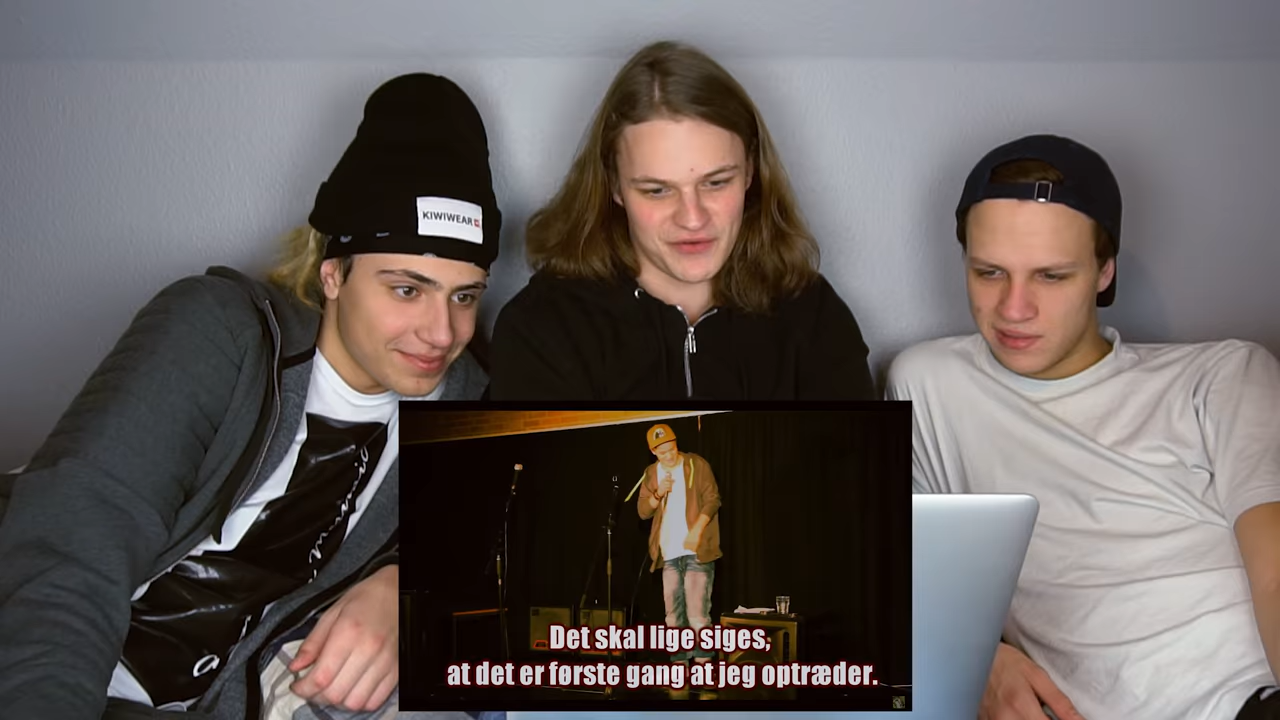 KIWIWEAR
Det skal lige siges,
at det er første gang at jeg optræder.